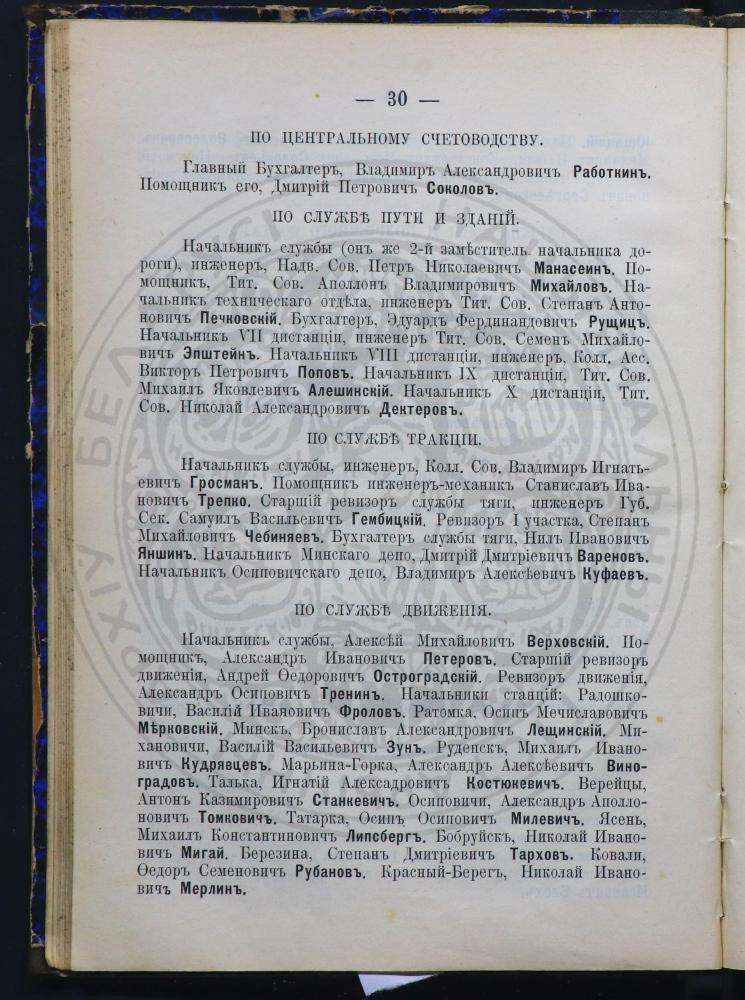 — 30 —
ПО ЦЕНТРАЛЬНОМУ СЧЕТОВОДСТВУ.
Главный Бухгалтеръ, Владимиръ Александровичъ Работкинъ.
Помощникъ его, Дмитрій Петровичъ Соколовъ.
ПО СЛУЖБѢ ПУТИ И ЗДАНІЙ.
Начальникъ службы (онъ же 2-й замѣститель начальника до-
роги), инженеръ, Надв. Сов. Петръ Николаевичъ Манасеинъ. По-
мощникъ, Тит. Сов. Аполлонъ Владимировичъ Михайловъ. На-
чальникъ техническаго отдѣла, инженеръ Тит. Сов. Степанъ Анто-
новичъ Печковскій. Бухгалтеръ, Эдуардъ Фердинандовичъ Рущицъ.
Начальникъ VII дистанціи, инженеръ Тит. Сов. Семенъ Михайло-
вичъ Эпштейнъ. Начальникъ VIII дистанціи, инженеръ, Колл. Асс.
Викторъ Петровичъ Поповъ. Начальникъ IX дистанціи, Тит. Сов.
Михаилъ Яковлевичъ Алешинскій. Начальникъ X дистанціи, Тит.
Сов. Николай Александровичъ Дектеровъ.
ПО СЛУЖБѢ ТРАКЦІИ.
Начальникъ службы, инженеръ, Колл. Сов. Владимиръ Игнать-
евичъ Гросманъ. Помощникъ инженеръ-механикъ Станиславъ Ива-
новичъ Трепко. Старшій ревизоръ службы тяги, инженеръ Губ.
Сек. Самуилъ Васильевичъ Гембицкій. Ревизоръ I участка, Степанъ
Михайловичъ Чебиняевъ. Бухгалтеръ службы тяги, Нилъ Ивановичъ
Яншинъ. Начальникъ Минскаго депо, Дмитрій Дмитріевичъ Вареновъ.
Начальникъ Осиповичскаго депо, Владимиръ Алексѣевичъ Куфаевъ.
ПО СЛУЖБѢ ДВИЖЕНІЯ.
Начальникъ службы, Алексѣй Михайловичъ Верховскій. По-
мощникъ, Александръ Ивановичъ Петеровъ. Старшій ревизоръ
движенія, Андрей Ѳедоровичъ Остроградскій. Ревизоръ движенія,
Александръ Осиповичъ Тренинъ. Начальники станцій: Радошко-
вичи, Василій Ивановичъ Фроловъ. Ратомка, Осипъ Мечиславовичъ
Мѣрковскій. Минскъ, Брониславъ Александровичъ Лещинскій. Ми-
хановичи, Василій Васильевичъ Зунъ. Руденскъ, Михаилъ Ивано-
вичъ Кудрявцевъ. Марьина-Горка, Александръ Алексѣевичъ Вино-
градовъ. Талька, Игнатій Алексадровичъ Костюкевичъ. Верейцы,
Антонъ Казимировичъ Станкевичъ. Осиповичи, Александръ Аполло-
новичъ Томковичъ. Татарка, Осипъ Осиповичъ Милевичъ. Ясень,
Михаилъ Константиновичъ Липсбергъ. Бобруйскъ, Николай Ивано-
вичъ Мигай. Березина, Степанъ Дмитріевичъ Тарховъ. Ковали,
Ѳедоръ Семеновичъ Рубановъ. Красный-Берегъ, Николай Ивано-
вичъ Мерлинъ.